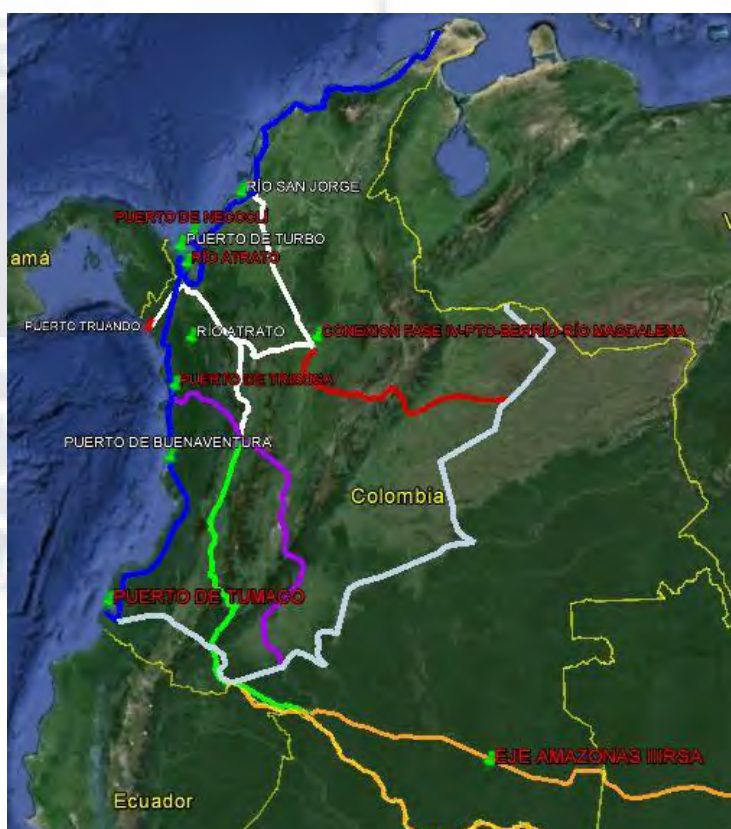 RÍO SAN JORGE
PUERTO DE NECOCLÍ
PUERTO DE TURBO
RÍO ATRATO
amá
V
PUERTO TRUANDO
RÍO ATRATO
CONEXION FASE IV-PTO-BERRÍO-RÍO MAGDALENA
PUERTO DE TRIBUGA
PUERTO DE BUENAVENTURA
Colombia
PUERTO DE TUMACO
EJE AMAZONAS IIIRSA
Ecuador